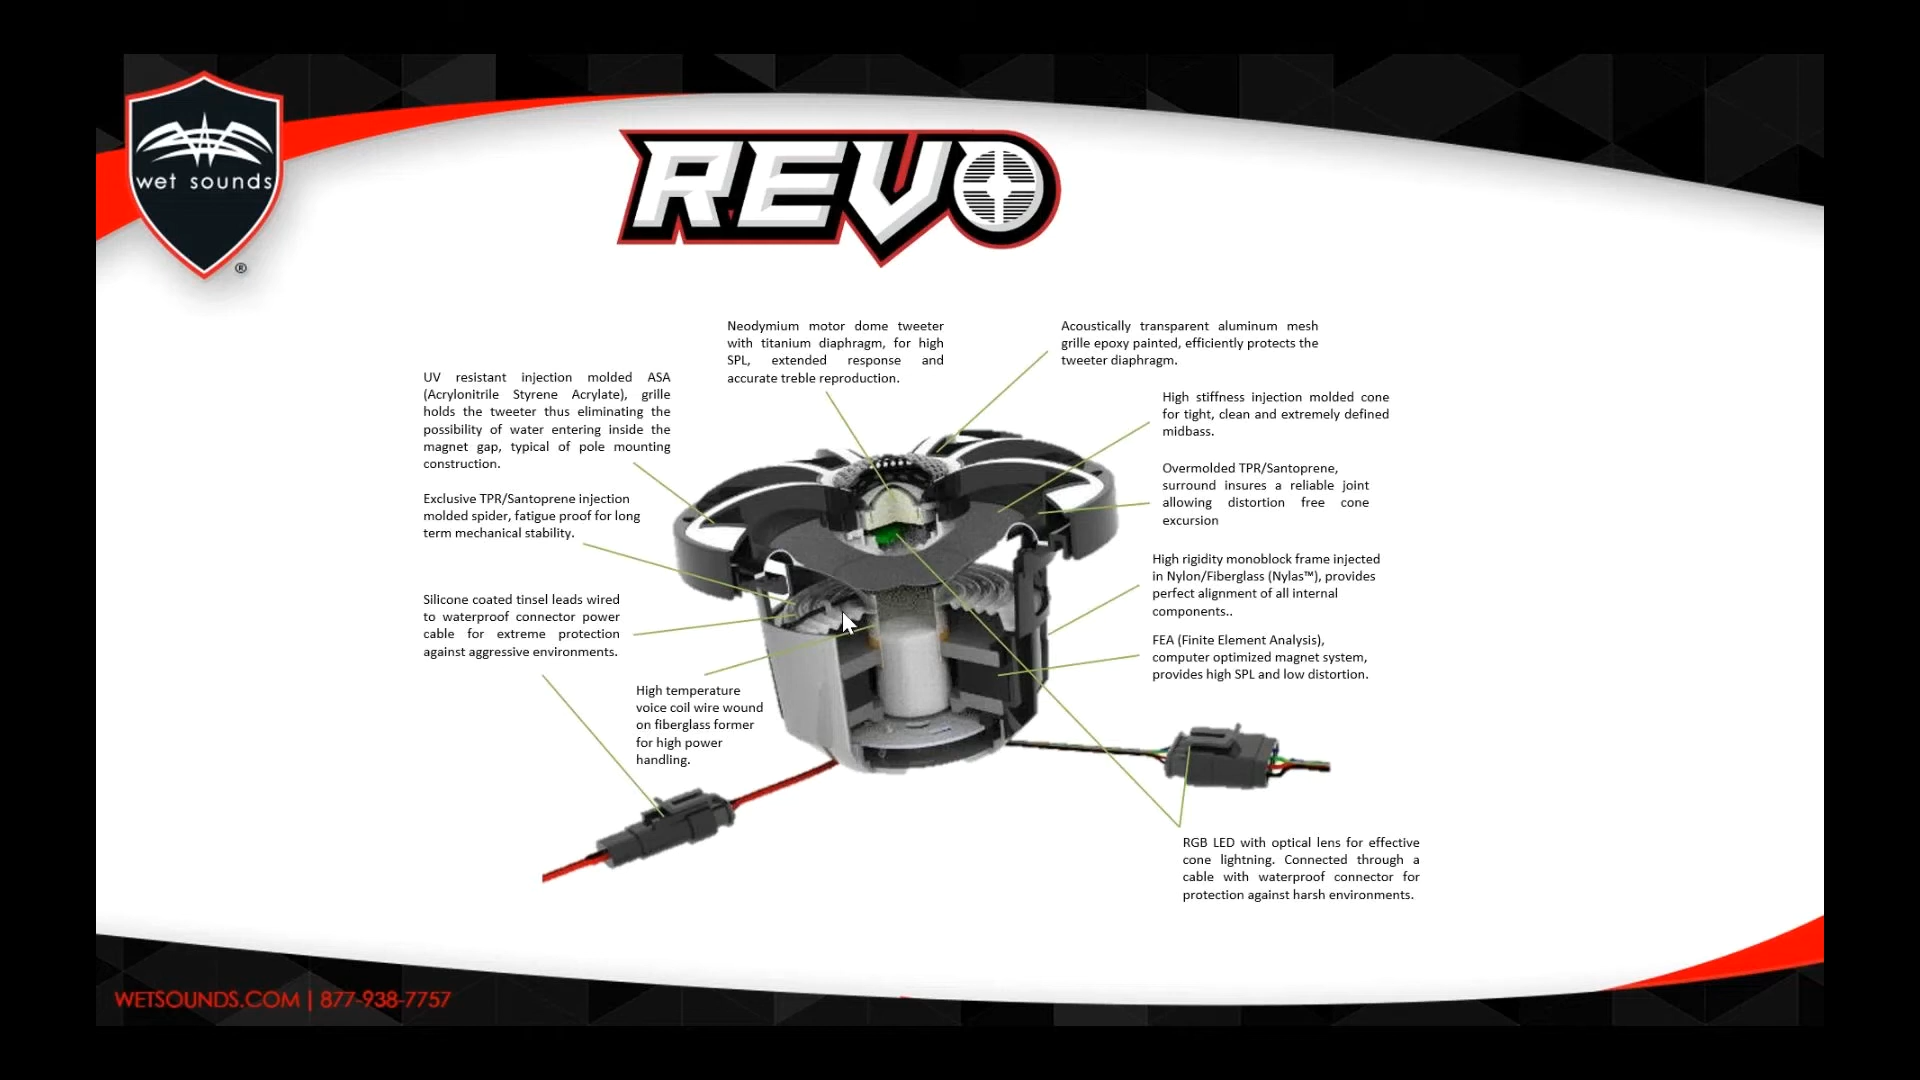 wet sounds
®
REVO
Neodymium motor dome tweeter
with titanium diaphragm, for high
SPL, extended response and
accurate treble reproduction.
Acoustically transparent aluminum mesh
grille epoxy painted, efficiently protects the
tweeter diaphragm.
UV resistant injection molded ASA
(Acrylonitrile Styrene Acrylate), grille
holds the tweeter thus eliminating the
possibility of water entering inside the
magnet gap, typical of pole mounting
construction.
High stiffness injection molded cone
for tight, clean and extremely defined
midbass.
Overmolded TPR/Santoprene,
surround insures a reliable joint
allowing distortion free cone
excursion
Exclusive TPR/Santoprene injection
molded spider, fatigue proof for long
term mechanical stability.
High rigidity monoblock frame injected
in Nylon/Fiberglass (Nylas™), provides
perfect alignment of all internal
components..
Silicone coated tinsel leads wired
to waterproof connector power
cable for extreme protection
against aggressive environments.
FEA (Finite Element Analysis),
computer optimized magnet system,
provides high SPL and low distortion.
High temperature
voice coil wire wound
on fiberglass former
for high power
handling.
RGB LED with optical lens for effective
cone lightning. Connected through a
cable with waterproof connector for
protection against harsh environments.
WETSOUNDS.COM | 877-938-7757